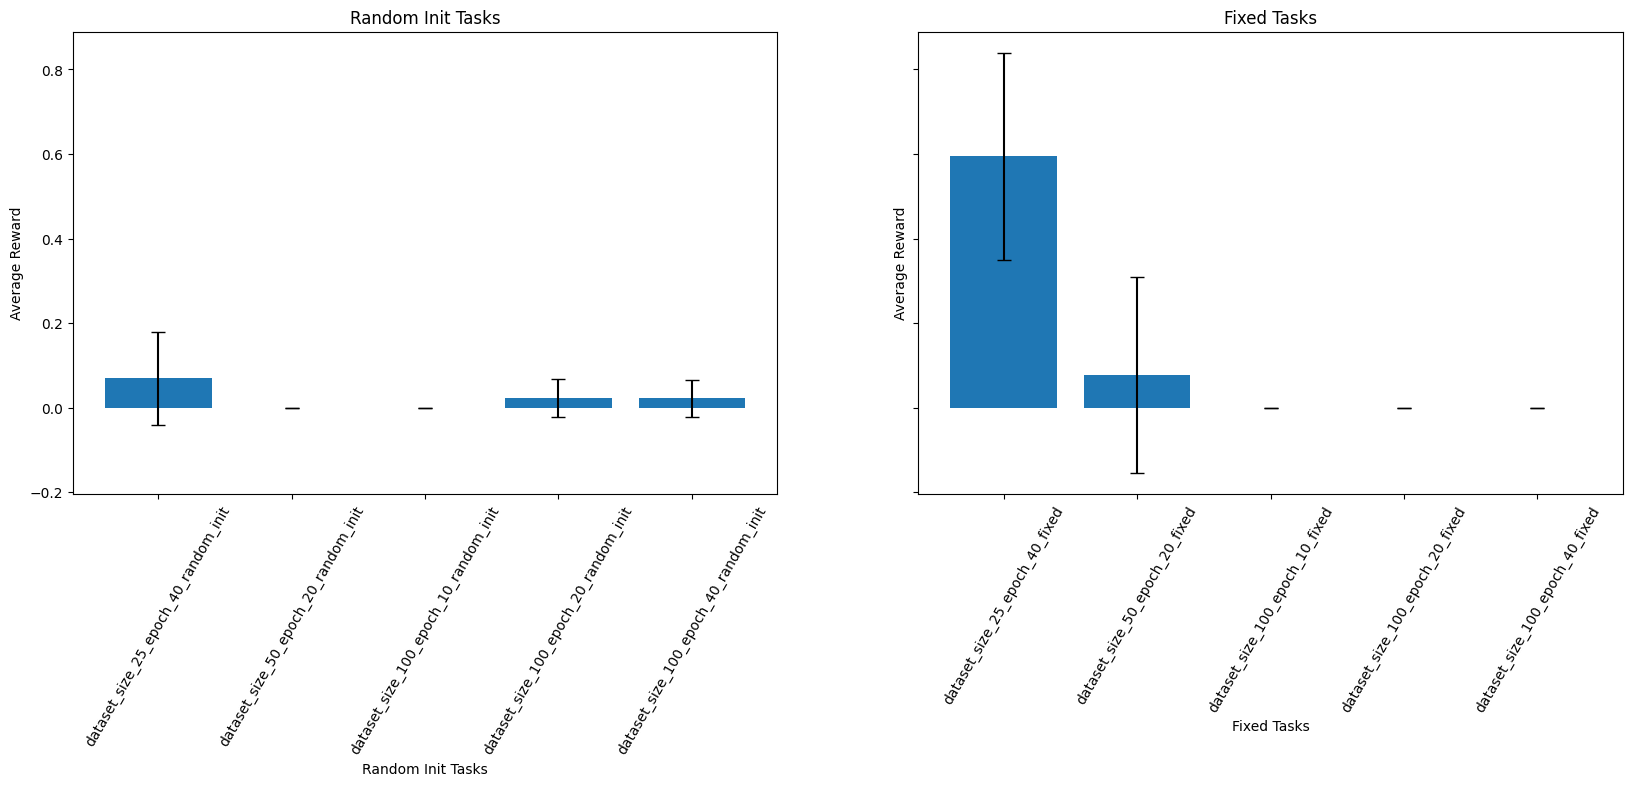 Random Init Tasks
Average Reward
0.8
0.6
0.4
0.2
0.0
−0.2
dataset_size_25_epoch_40_random_init
dataset_size_50_epoch_20_random_init
dataset_size_100_epoch_10_random_init
dataset_size_100_epoch_20_random_init
dataset_size_100_epoch_40_random_init
Random Init Tasks
Fixed Tasks
Average Reward
dataset_size_25_epoch_40_fixed
dataset_size_50_epoch_20_fixed
dataset_size_100_epoch_10_fixed
dataset_size_100_epoch_20_fixed
dataset_size_100_epoch_40_fixed
Fixed Tasks